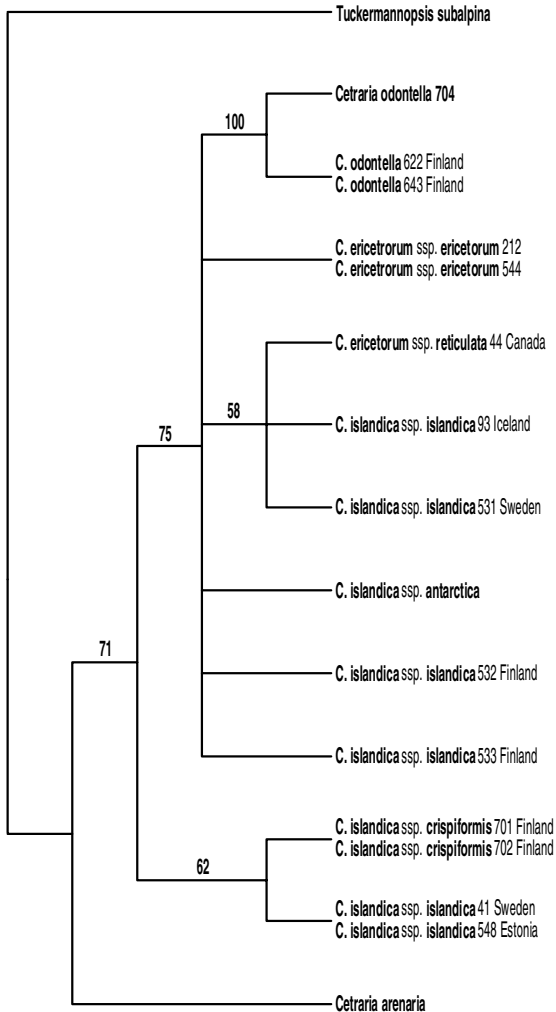 Tuckermannopsis subalpina
Cetraria odontella 704
100
C. odontella 622 Finland
C. odontella 643 Finland
C. ericetrorum ssp. ericetorum 212
C. ericetrorum ssp. ericetorum 544
C. ericetorum ssp. reticulata 44 Canada
58
C. islandica ssp. islandica 93 Iceland
75
C. islandica ssp. islandica 531 Sweden
C. islandica ssp. antarctica
71
C. islandica ssp. islandica 532 Finland
C. islandica ssp. islandica 533 Finland
C. islandica ssp. crispiformis 701 Finland
C. islandica ssp. crispiformis 702 Finland
62
C. islandica ssp. islandica 41 Sweden
C. islandica ssp. islandica 548 Estonia
Cetraria arenaria